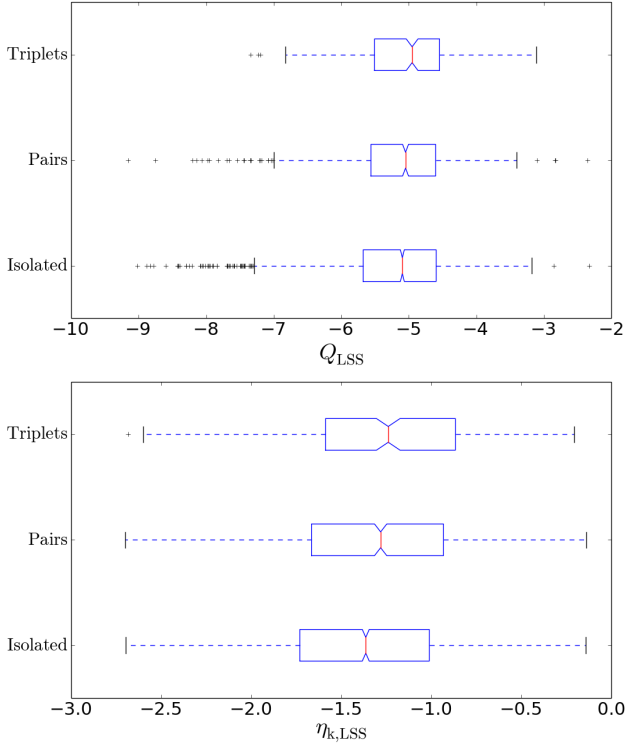 Triplets
Pairs
Isolated
−10 −9 −8 −7 −6 −5 −4 −3 −2
Q_LSS
Triplets
Pairs
Isolated
−3.0 −2.5 −2.0 −1.5 −1.0 −0.5 0.0
η_k,LSS